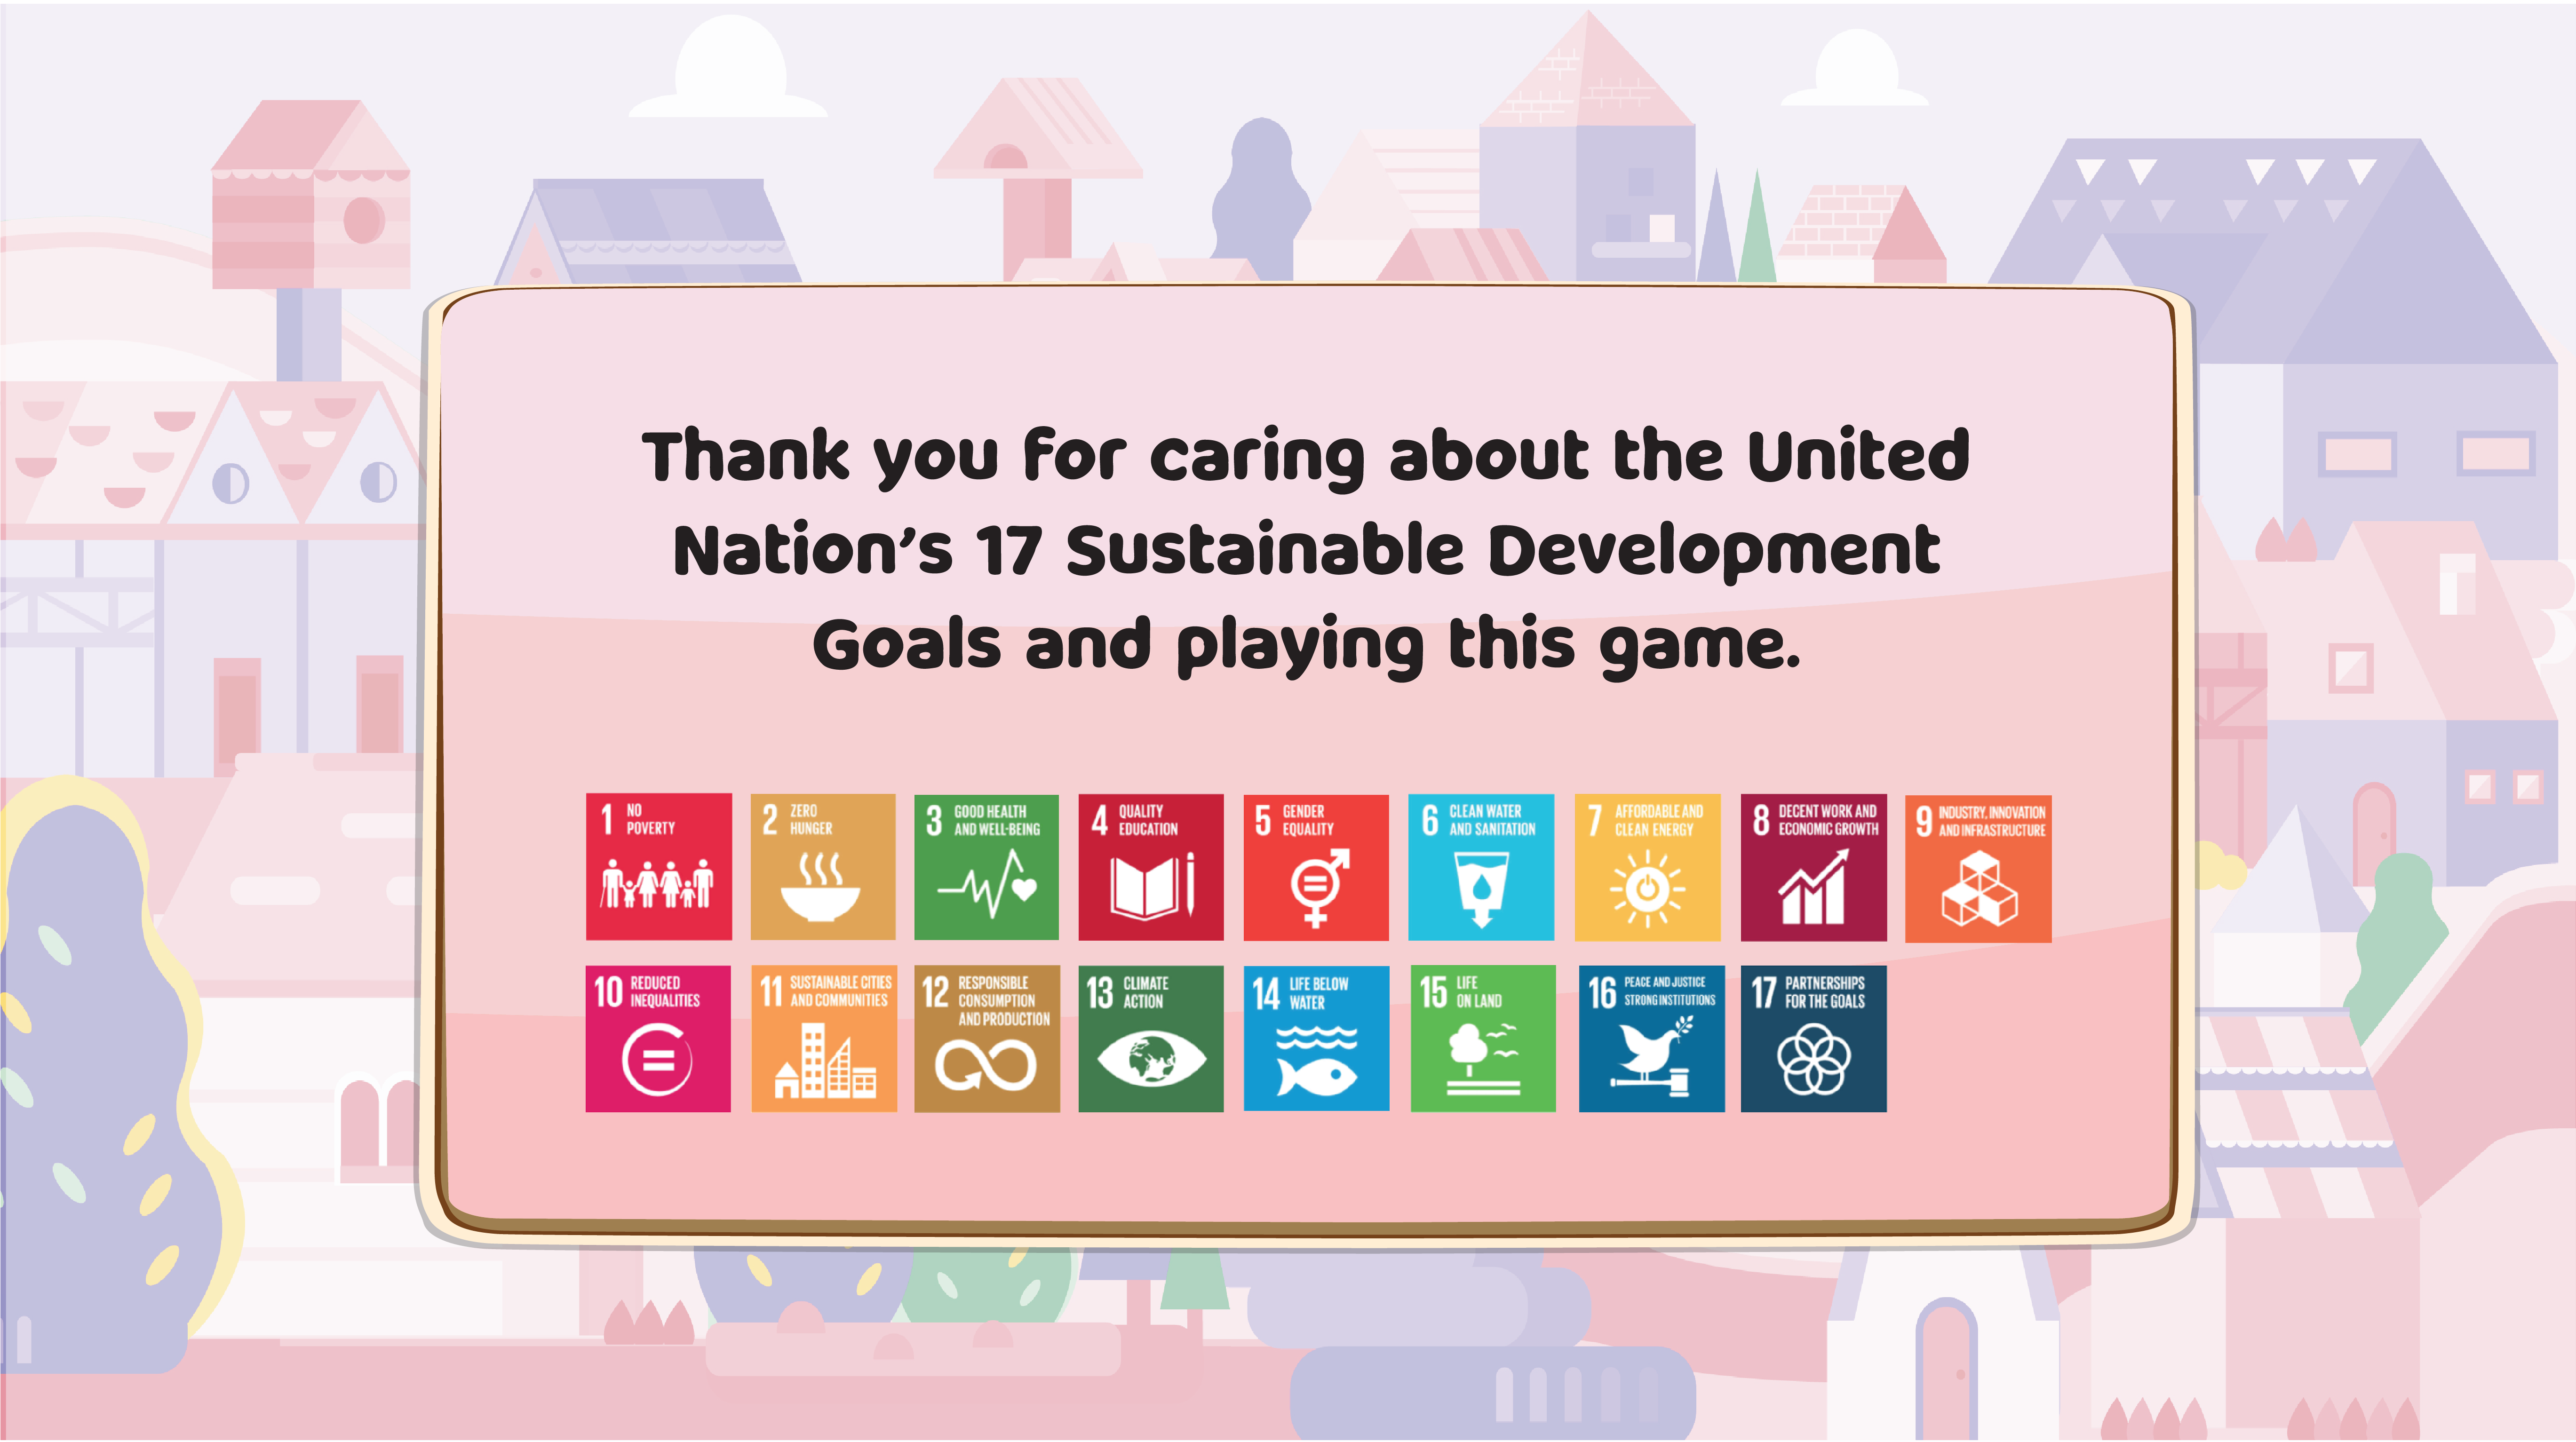 Thank you for caring about the United
Nation’s 17 Sustainable Development
Goals and playing this game.
1 NO
POVERTY
2 ZERO
HUNGER
3 GOOD HEALTH
AND WELL-BEING
4 QUALITY
EDUCATION
5 GENDER
EQUALITY
6 CLEAN WATER
AND SANITATION
7 AFFORDABLE AND
CLEAN ENERGY
8 DECENT WORK AND
ECONOMIC GROWTH
9 INDUSTRY, INNOVATION
AND INFRASTRUCTURE
10 REDUCED
INEQUALITIES
11 SUSTAINABLE CITIES
AND COMMUNITIES
12 RESPONSIBLE
CONSUMPTION
AND PRODUCTION
13 CLIMATE
ACTION
14 LIFE BELOW
WATER
15 LIFE
ON LAND
16 PEACE AND JUSTICE
STRONG INSTITUTIONS
17 PARTNERSHIPS
FOR THE GOALS